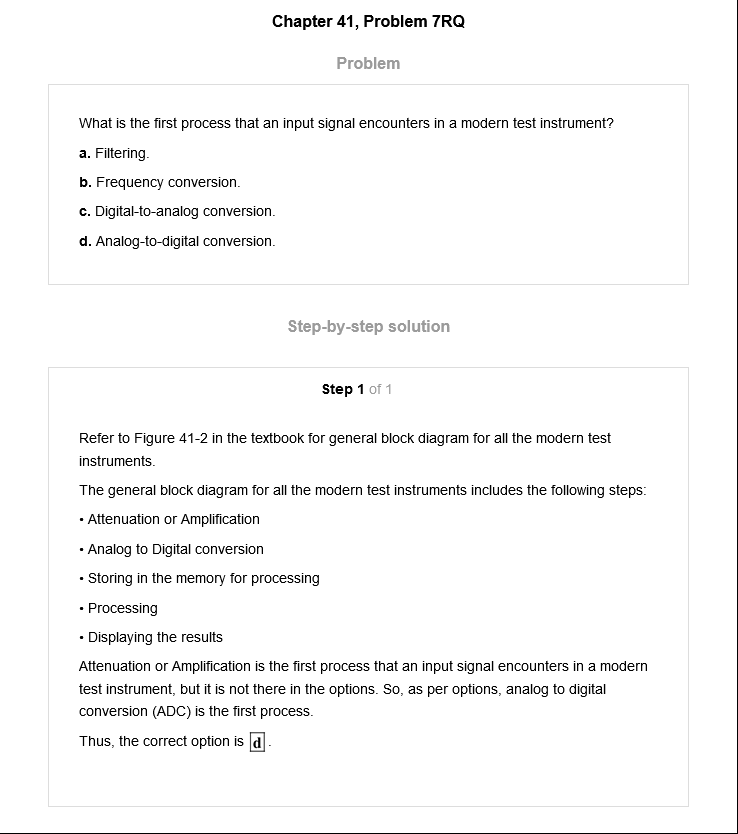 Chapter 41, Problem 7RQ
Problem
What is the first process that an input signal encounters in a modern test instrument?
a. Filtering.
b. Frequency conversion.
c. Digital-to-analog conversion.
d. Analog-to-digital conversion.
Step-by-step solution
Step 1 of 1
Refer to Figure 41-2 in the textbook for general block diagram for all the modern test
instruments.
The general block diagram for all the modern test instruments includes the following steps:
• Attenuation or Amplification
• Analog to Digital conversion
• Storing in the memory for processing
• Processing
• Displaying the results
Attenuation or Amplification is the first process that an input signal encounters in a modern
test instrument, but it is not there in the options. So, as per options, analog to digital
conversion (ADC) is the first process.
Thus, the correct option is d.